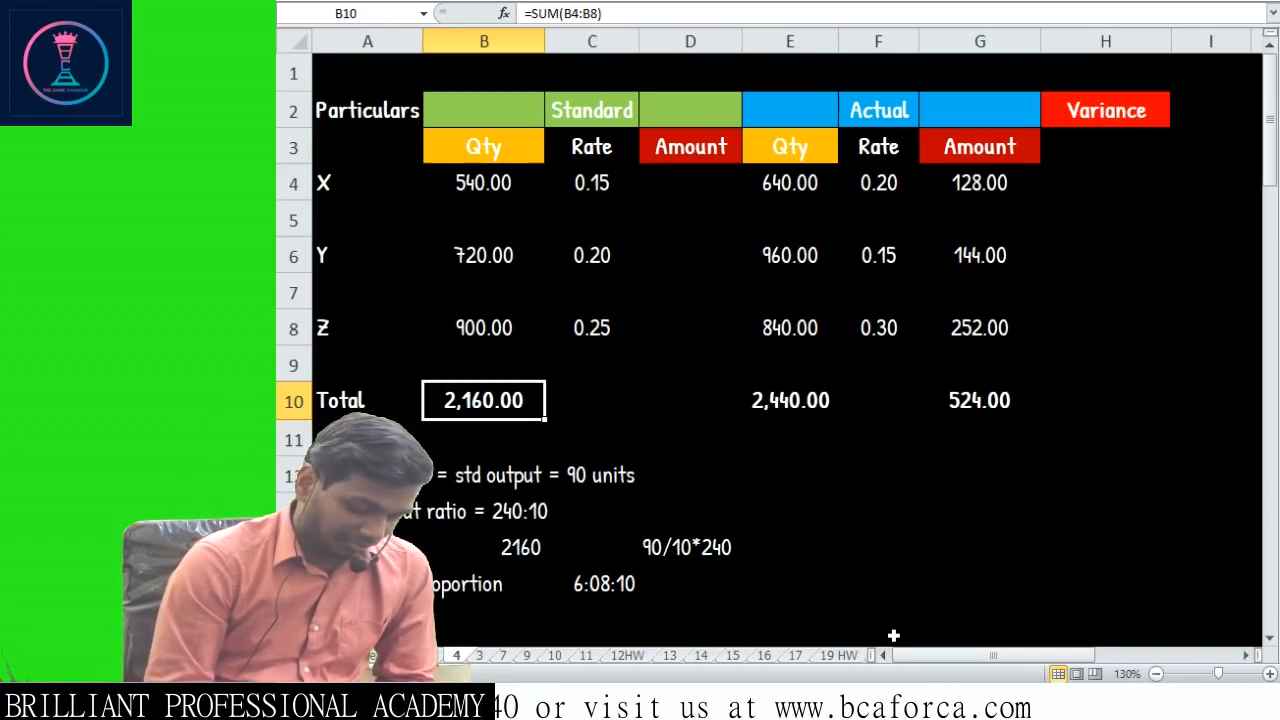 THE GAME CHANGER
B10 fx =SUM(B4:B8)
A B C D E F G H I
1
2 Particulars Standard Actual Variance
3 Qty Rate Amount Qty Rate Amount
4 X 540.00 0.15 640.00 0.20 128.00
5
6 Y 720.00 0.20 960.00 0.15 144.00
7
8 Z 900.00 0.25 840.00 0.30 252.00
9
10 Total 2,160.00 2,440.00 524.00
11
= std output = 90 units
ratio = 240:10
2160 90/10*240
6:08:10
4 3 7 9 10 11 12HW 13 14 15 16 17 19 HW
130%
BRILLIANT PROFESSIONAL ACADEMY 40 or visit us at www.bcaforca.com